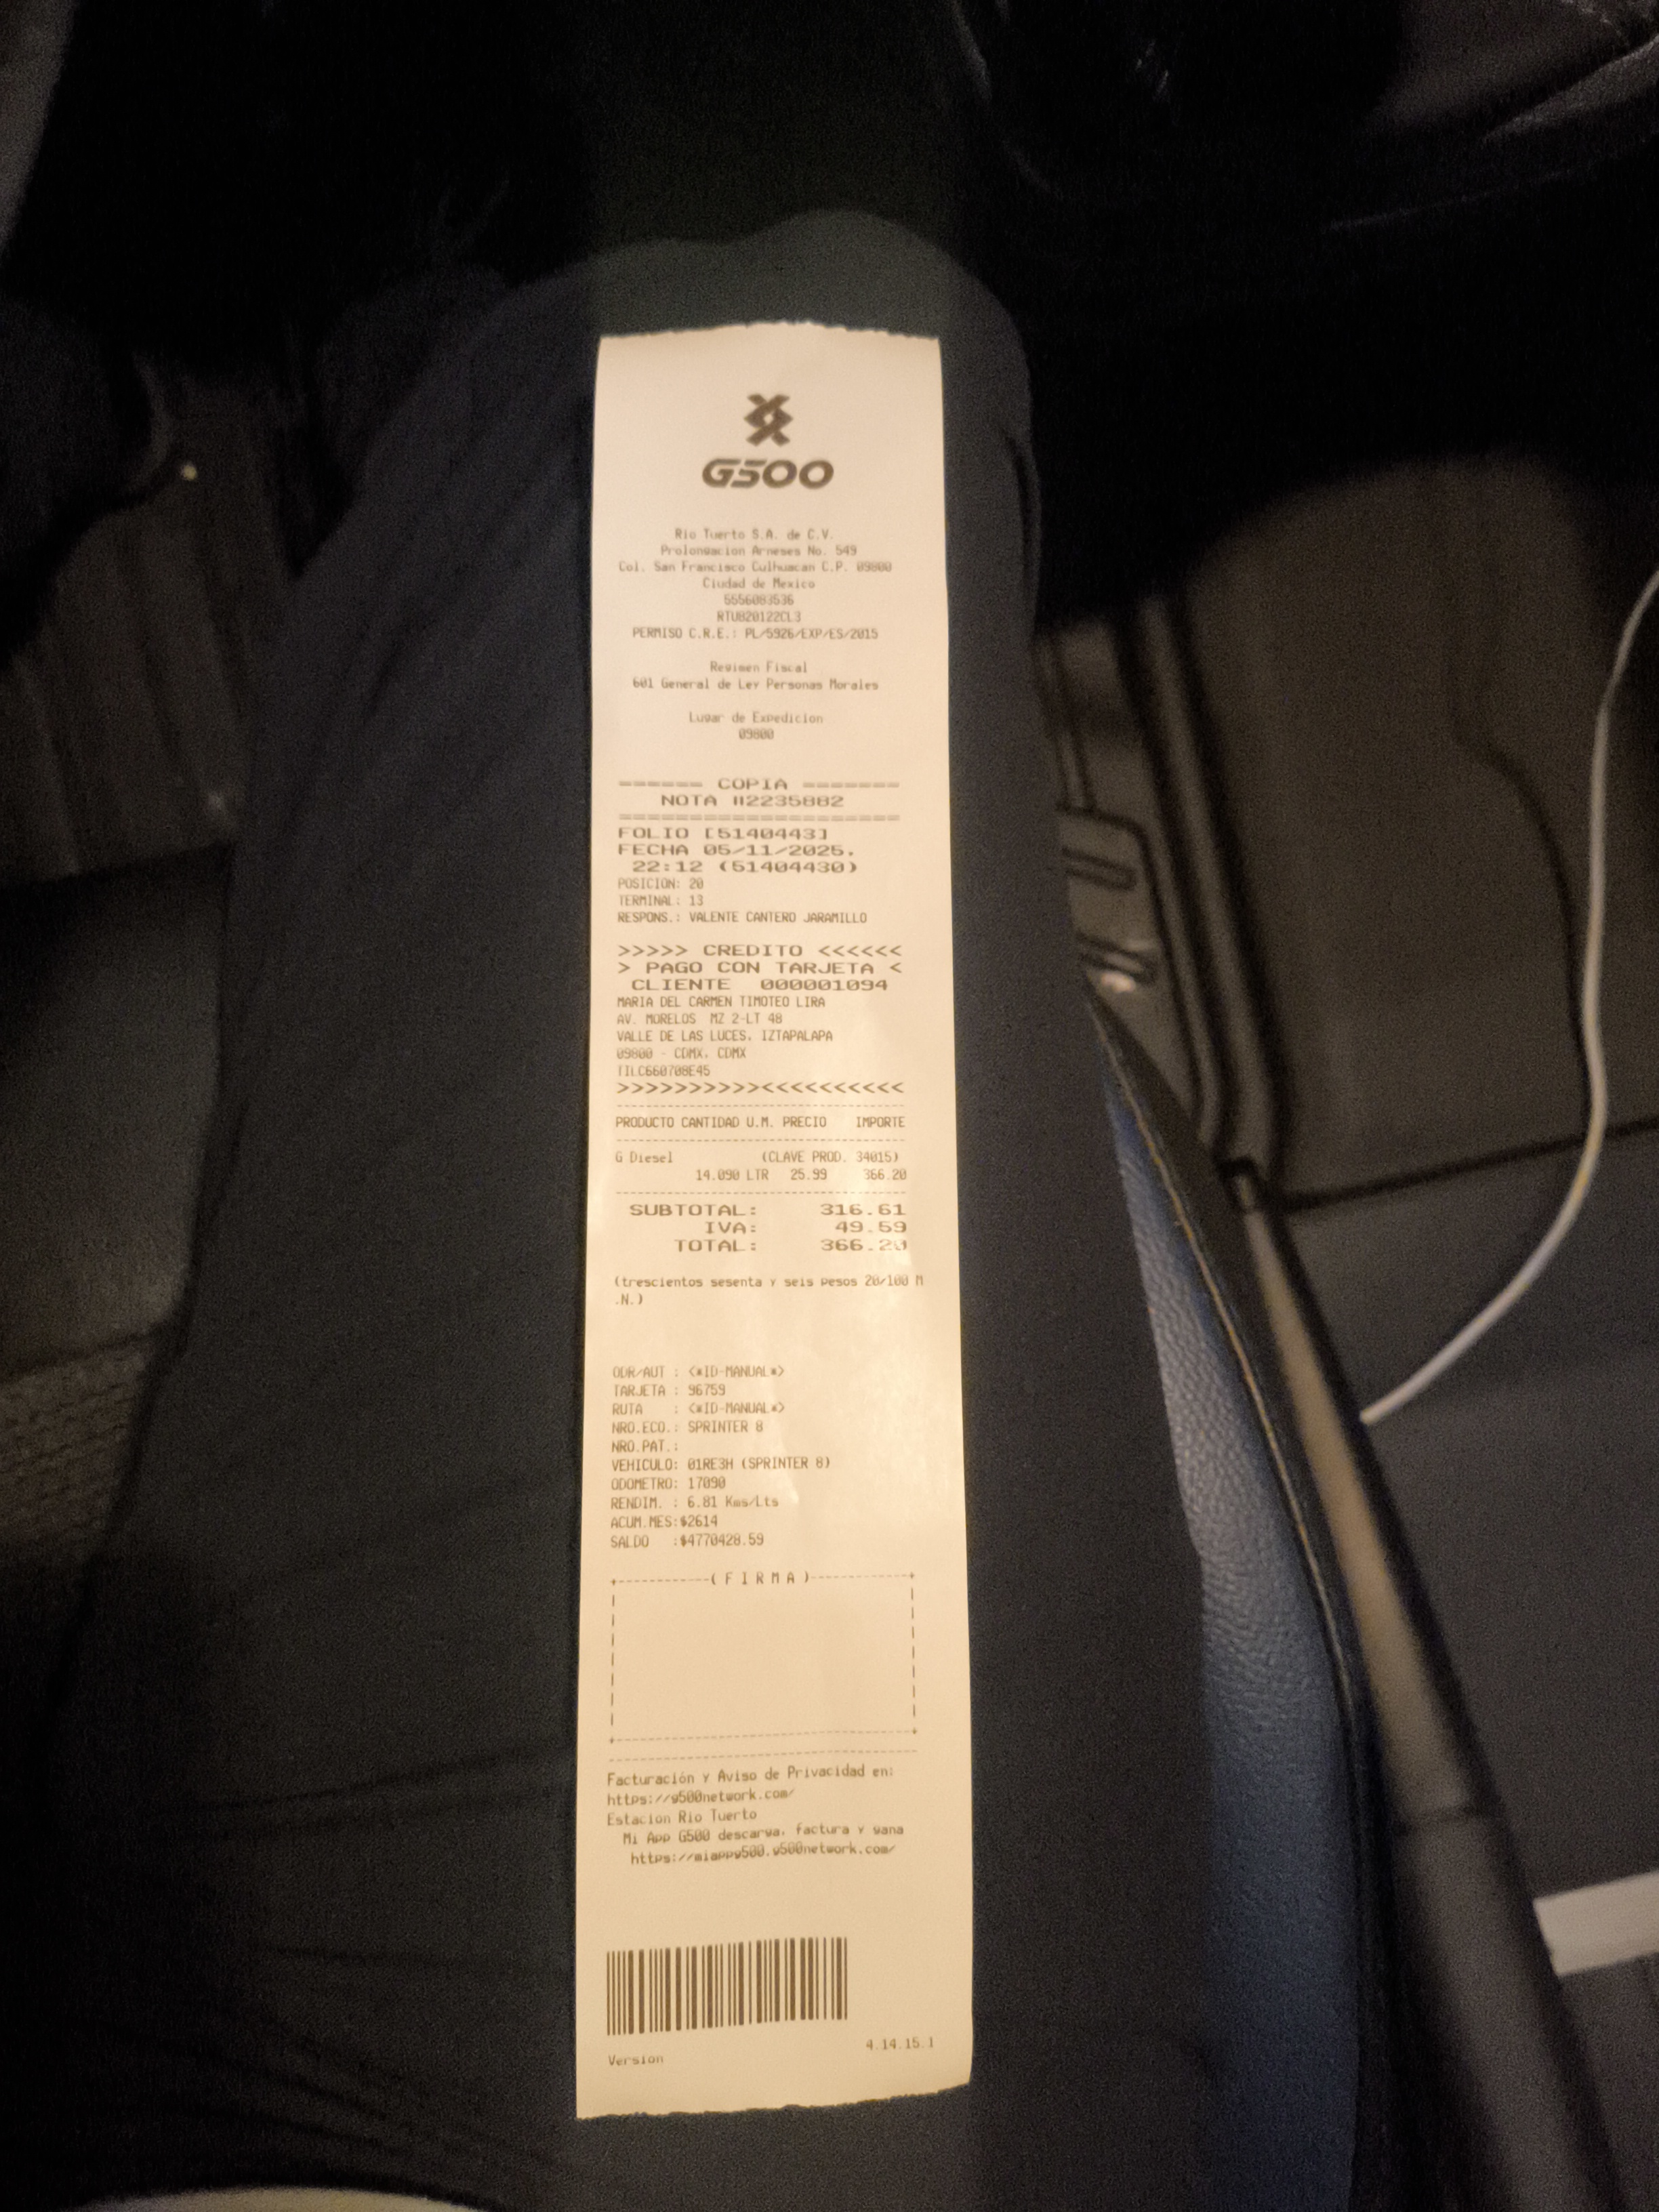 G500
Rio Tuerto S.A. de C.V.
Prolongacion Arneses No. 549
Col. San Francisco Culhuacan C.P. 09800
Ciudad de Mexico
5556083536
RTU820122CL3
PERMISO C.R.E.: PL/5926/EXP/ES/2015
Regimen Fiscal
601 General de Ley Personas Morales
Lugar de Expedicion
09800
====== COPIA =======
NOTA #2235882
====================
FOLIO [5140443]
FECHA 05/11/2025,
22:12 (51404430)
POSICION: 20
TERMINAL: 13
RESPONS.: VALENTE CANTERO JARAMILLO
>>>>> CREDITO <<<<<<
> PAGO CON TARJETA <
CLIENTE 000001094
MARIA DEL CARMEN TIMOTEO LIRA
AV. MORELOS MZ 2-LT 48
VALLE DE LAS LUCES, IZTAPALAPA
09800 - CDMX, CDMX
TILC660708E45
>>>>>>>>>><<<<<<<<<<
PRODUCTO CANTIDAD U.M. PRECIO IMPORTE
G Diesel (CLAVE PROD. 34015)
14.090 LTR 25.99 366.20
SUBTOTAL: 316.61
IVA: 49.59
TOTAL: 366.20
(trescientos sesenta y seis pesos 20/100 M
.N.)
ODR/AUT : <*ID-MANUAL*>
TARJETA : 96759
RUTA : <*ID-MANUAL*>
NRO.ECO.: SPRINTER 8
NRO.PAT.:
VEHICULO: 01RE3H (SPRINTER 8)
ODOMETRO: 17090
RENDIM. : 6.81 Kms/Lts
ACUM.MES:$2614
SALDO :$4770428.59
+----------( F I R M A )-----------+
Facturación y Aviso de Privacidad en:
https://g500network.com/
Estacion Rio Tuerto
Mi App G500 descarga, factura y gana
https://miappg500.g500network.com/
Version 4.14.15.1